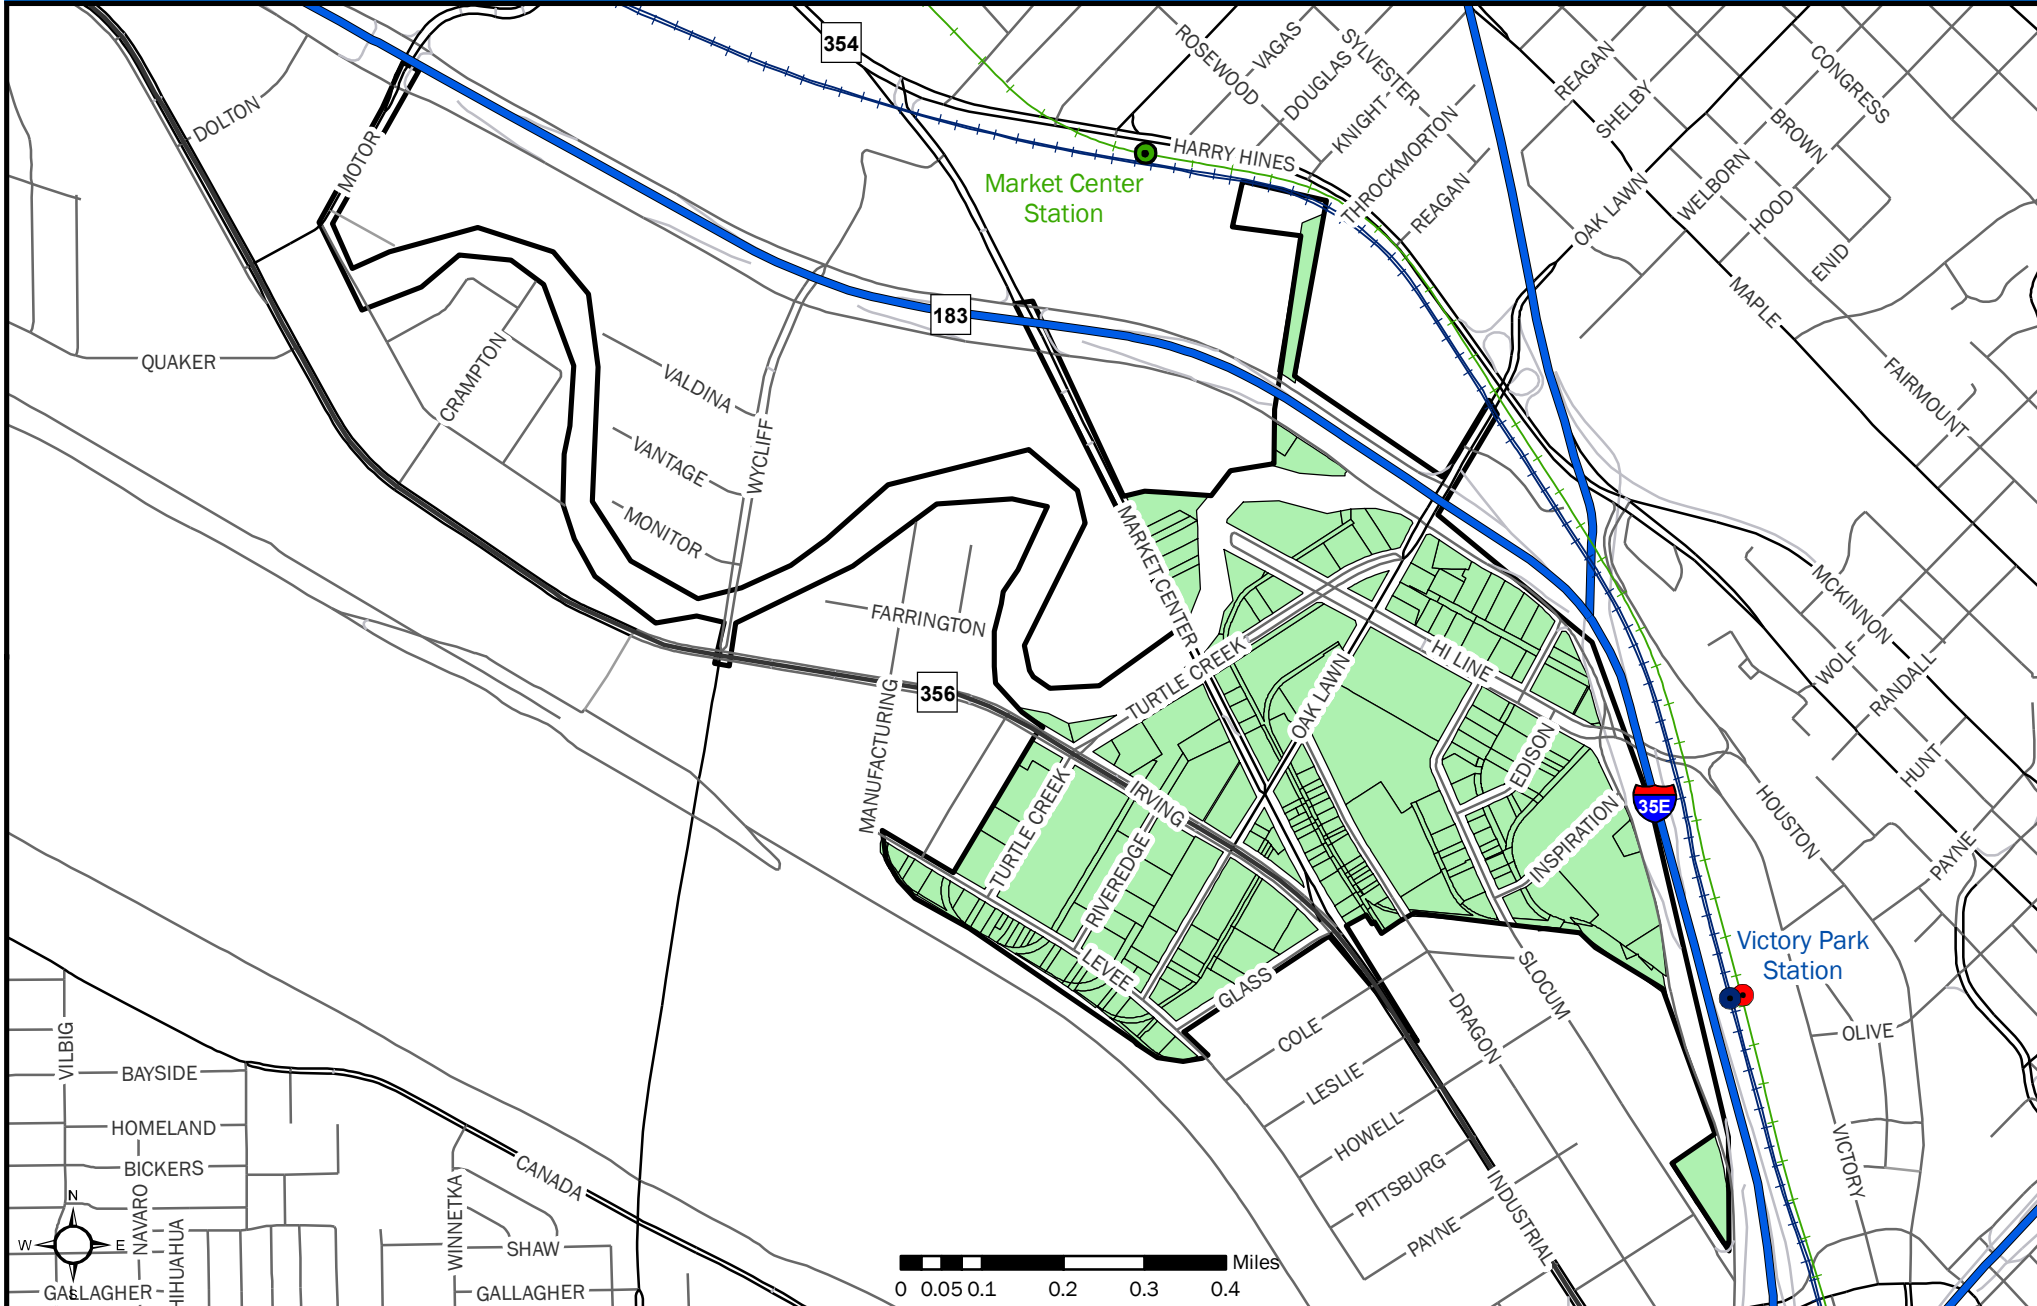 354
ROSEWOOD
VAGAS
SYLVESTER
DOUGLAS
KNIGHT
THROCKMORTON
REAGAN
REAGAN
SHELBY
CONGRESS
BROWN
WELBORN
HOOD
OAK LAWN
ENID
MAPLE
FAIRMOUNT
DOLTON
MOTOR
HARRY HINES
Market Center
Station
183
QUAKER
CRAMPTON
VALDINA
VANTAGE
MONITOR
WYCLIFF
MARKET CENTER
FARRINGTON
MANUFACTURING
356
TURTLE CREEK
OAK LAWN
HI LINE
EDISON
INSPIRATION
IRVING
TURTLE CREEK
RIVEREDGE
LEVEE
GLASS
35E
MCKINNON
WOLF
RANDALL
HUNT
HOUSTON
PAYNE
Victory Park
Station
OLIVE
VICTORY
SLOCUM
DRAGON
COLE
LESLIE
HOWELL
PITTSBURG
PAYNE
INDUSTRIAL
VILBIG
BAYSIDE
HOMELAND
BICKERS
NAVARO
HIHUAHUA
CANADA
WINNETKA
SHAW
GALLAGHER
GALLAGHER
N
W
E
S
Miles
0 0.05 0.1 0.2 0.3 0.4